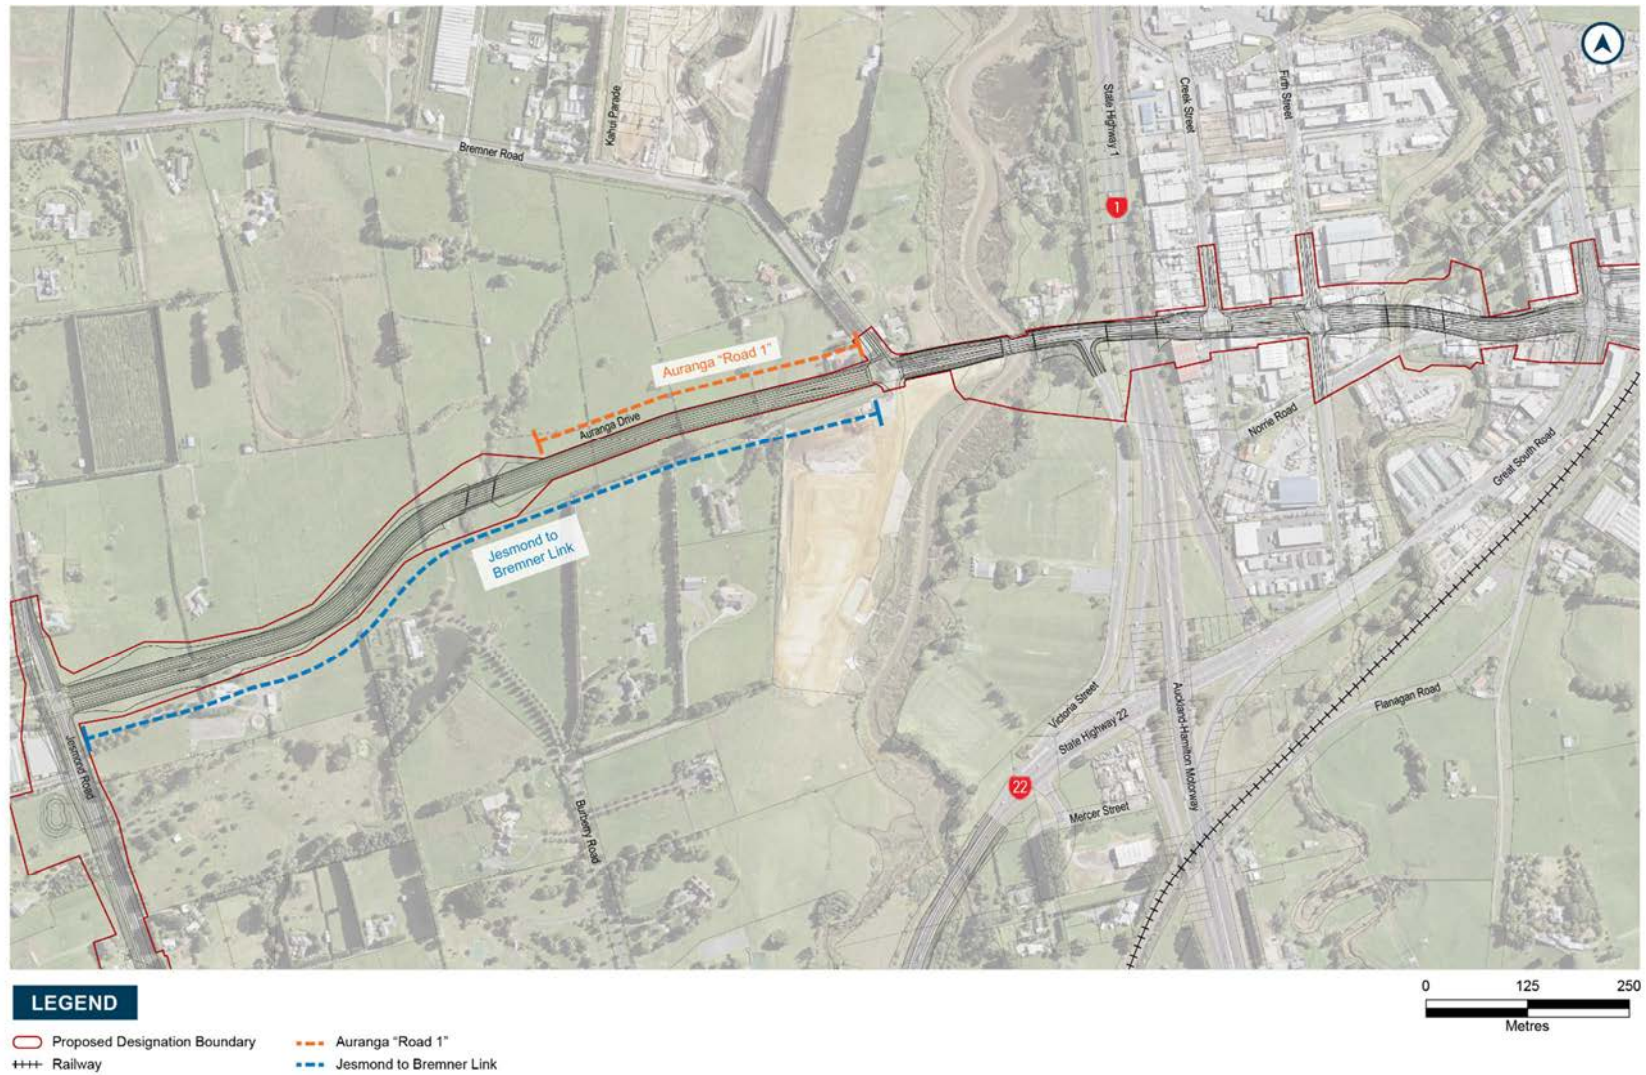 State Highway 1
Creek Street
Firth Street
Kahui Parade
Bremner Road
1
Auranga "Road 1"
Auranga Drive
Norrie Road
Great South Road
Jesmond to
Bremner Link
Victoria Street
State Highway 22
Auckland-Hamilton Motorway
Flanagan Road
Jesmond Road
22
Burberry Road
Mercer Street
LEGEND
0 125 250
Metres
Proposed Designation Boundary
Railway
Auranga "Road 1"
Jesmond to Bremner Link